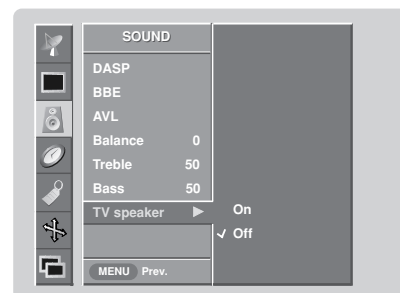 SOUND
DASP
BBE
AVL
Balance 0
Treble 50
Bass 50
TV speaker ▶ On
✓ Off
MENU Prev.